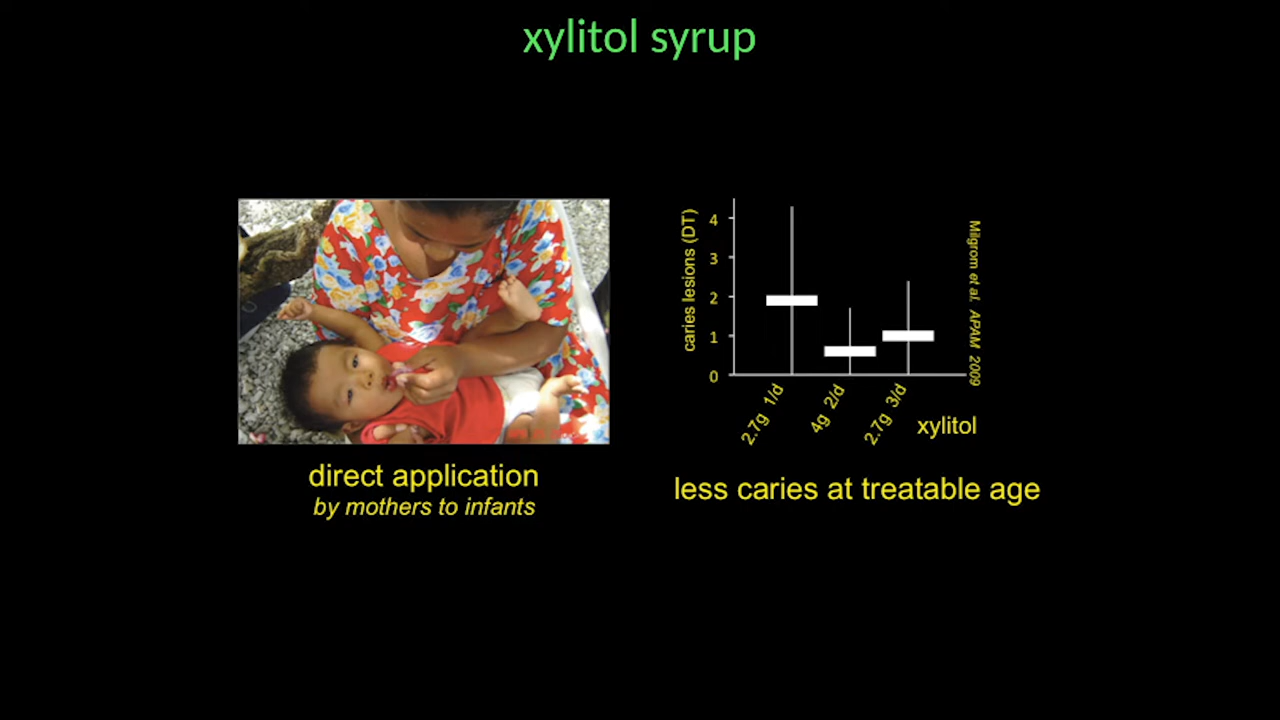 xylitol syrup
direct application
by mothers to infants
caries lesions (DT)
4
3
2
1
0
2.7g 1/d
4g 2/d
2.7g 3/d
xylitol
Milgrom et al. APAM 2009
less caries at treatable age